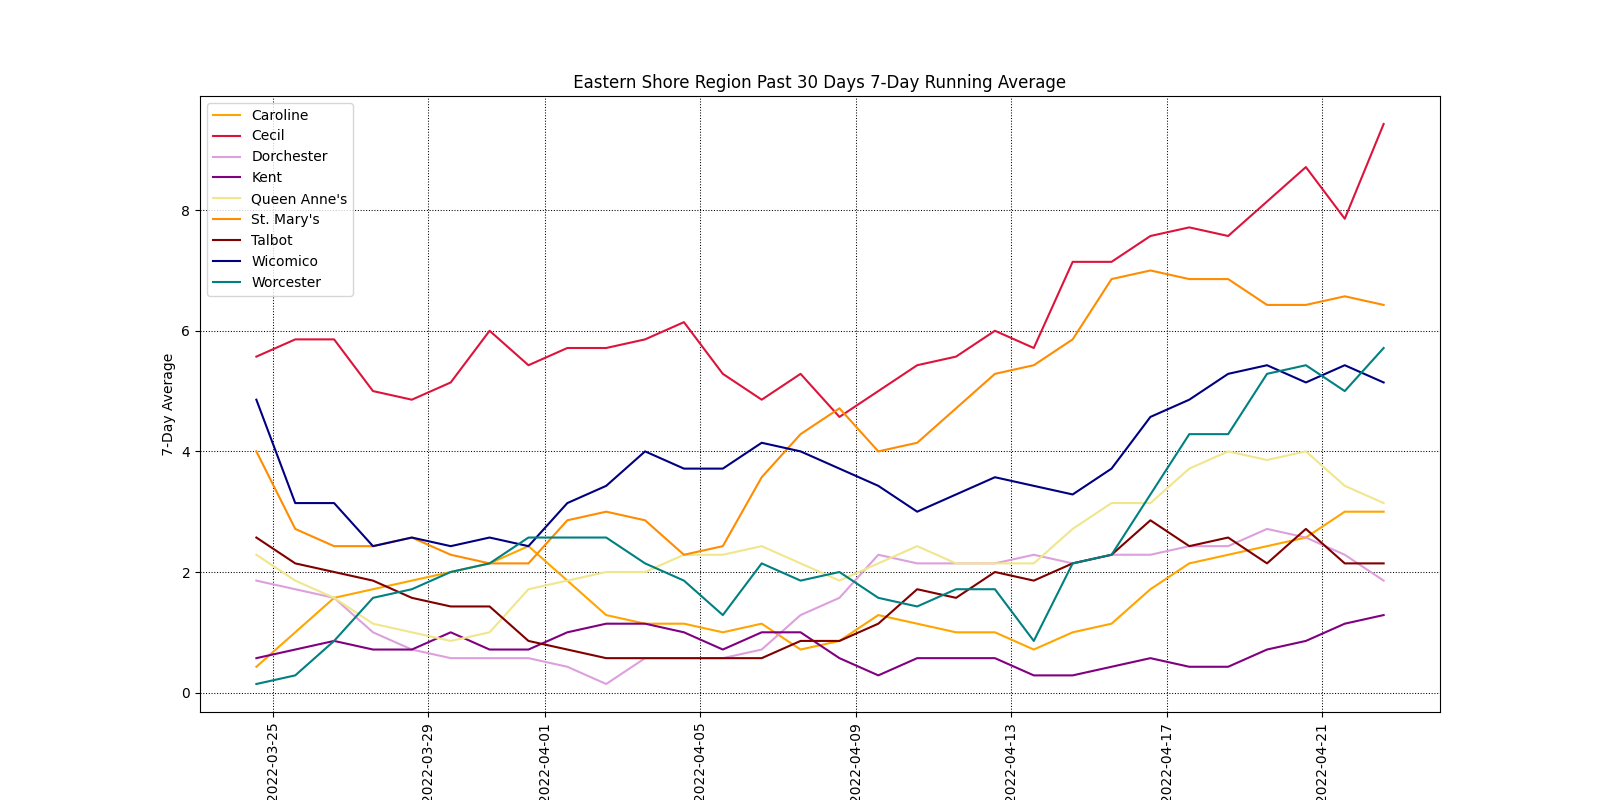 Eastern Shore Region Past 30 Days 7-Day Running Average
Caroline
Cecil
Dorchester
Kent
Queen Anne's
St. Mary's
Talbot
Wicomico
Worcester
7-Day Average
8
6
4
2
0
2022-03-25
2022-03-29
2022-04-01
2022-04-05
2022-04-09
2022-04-13
2022-04-17
2022-04-21